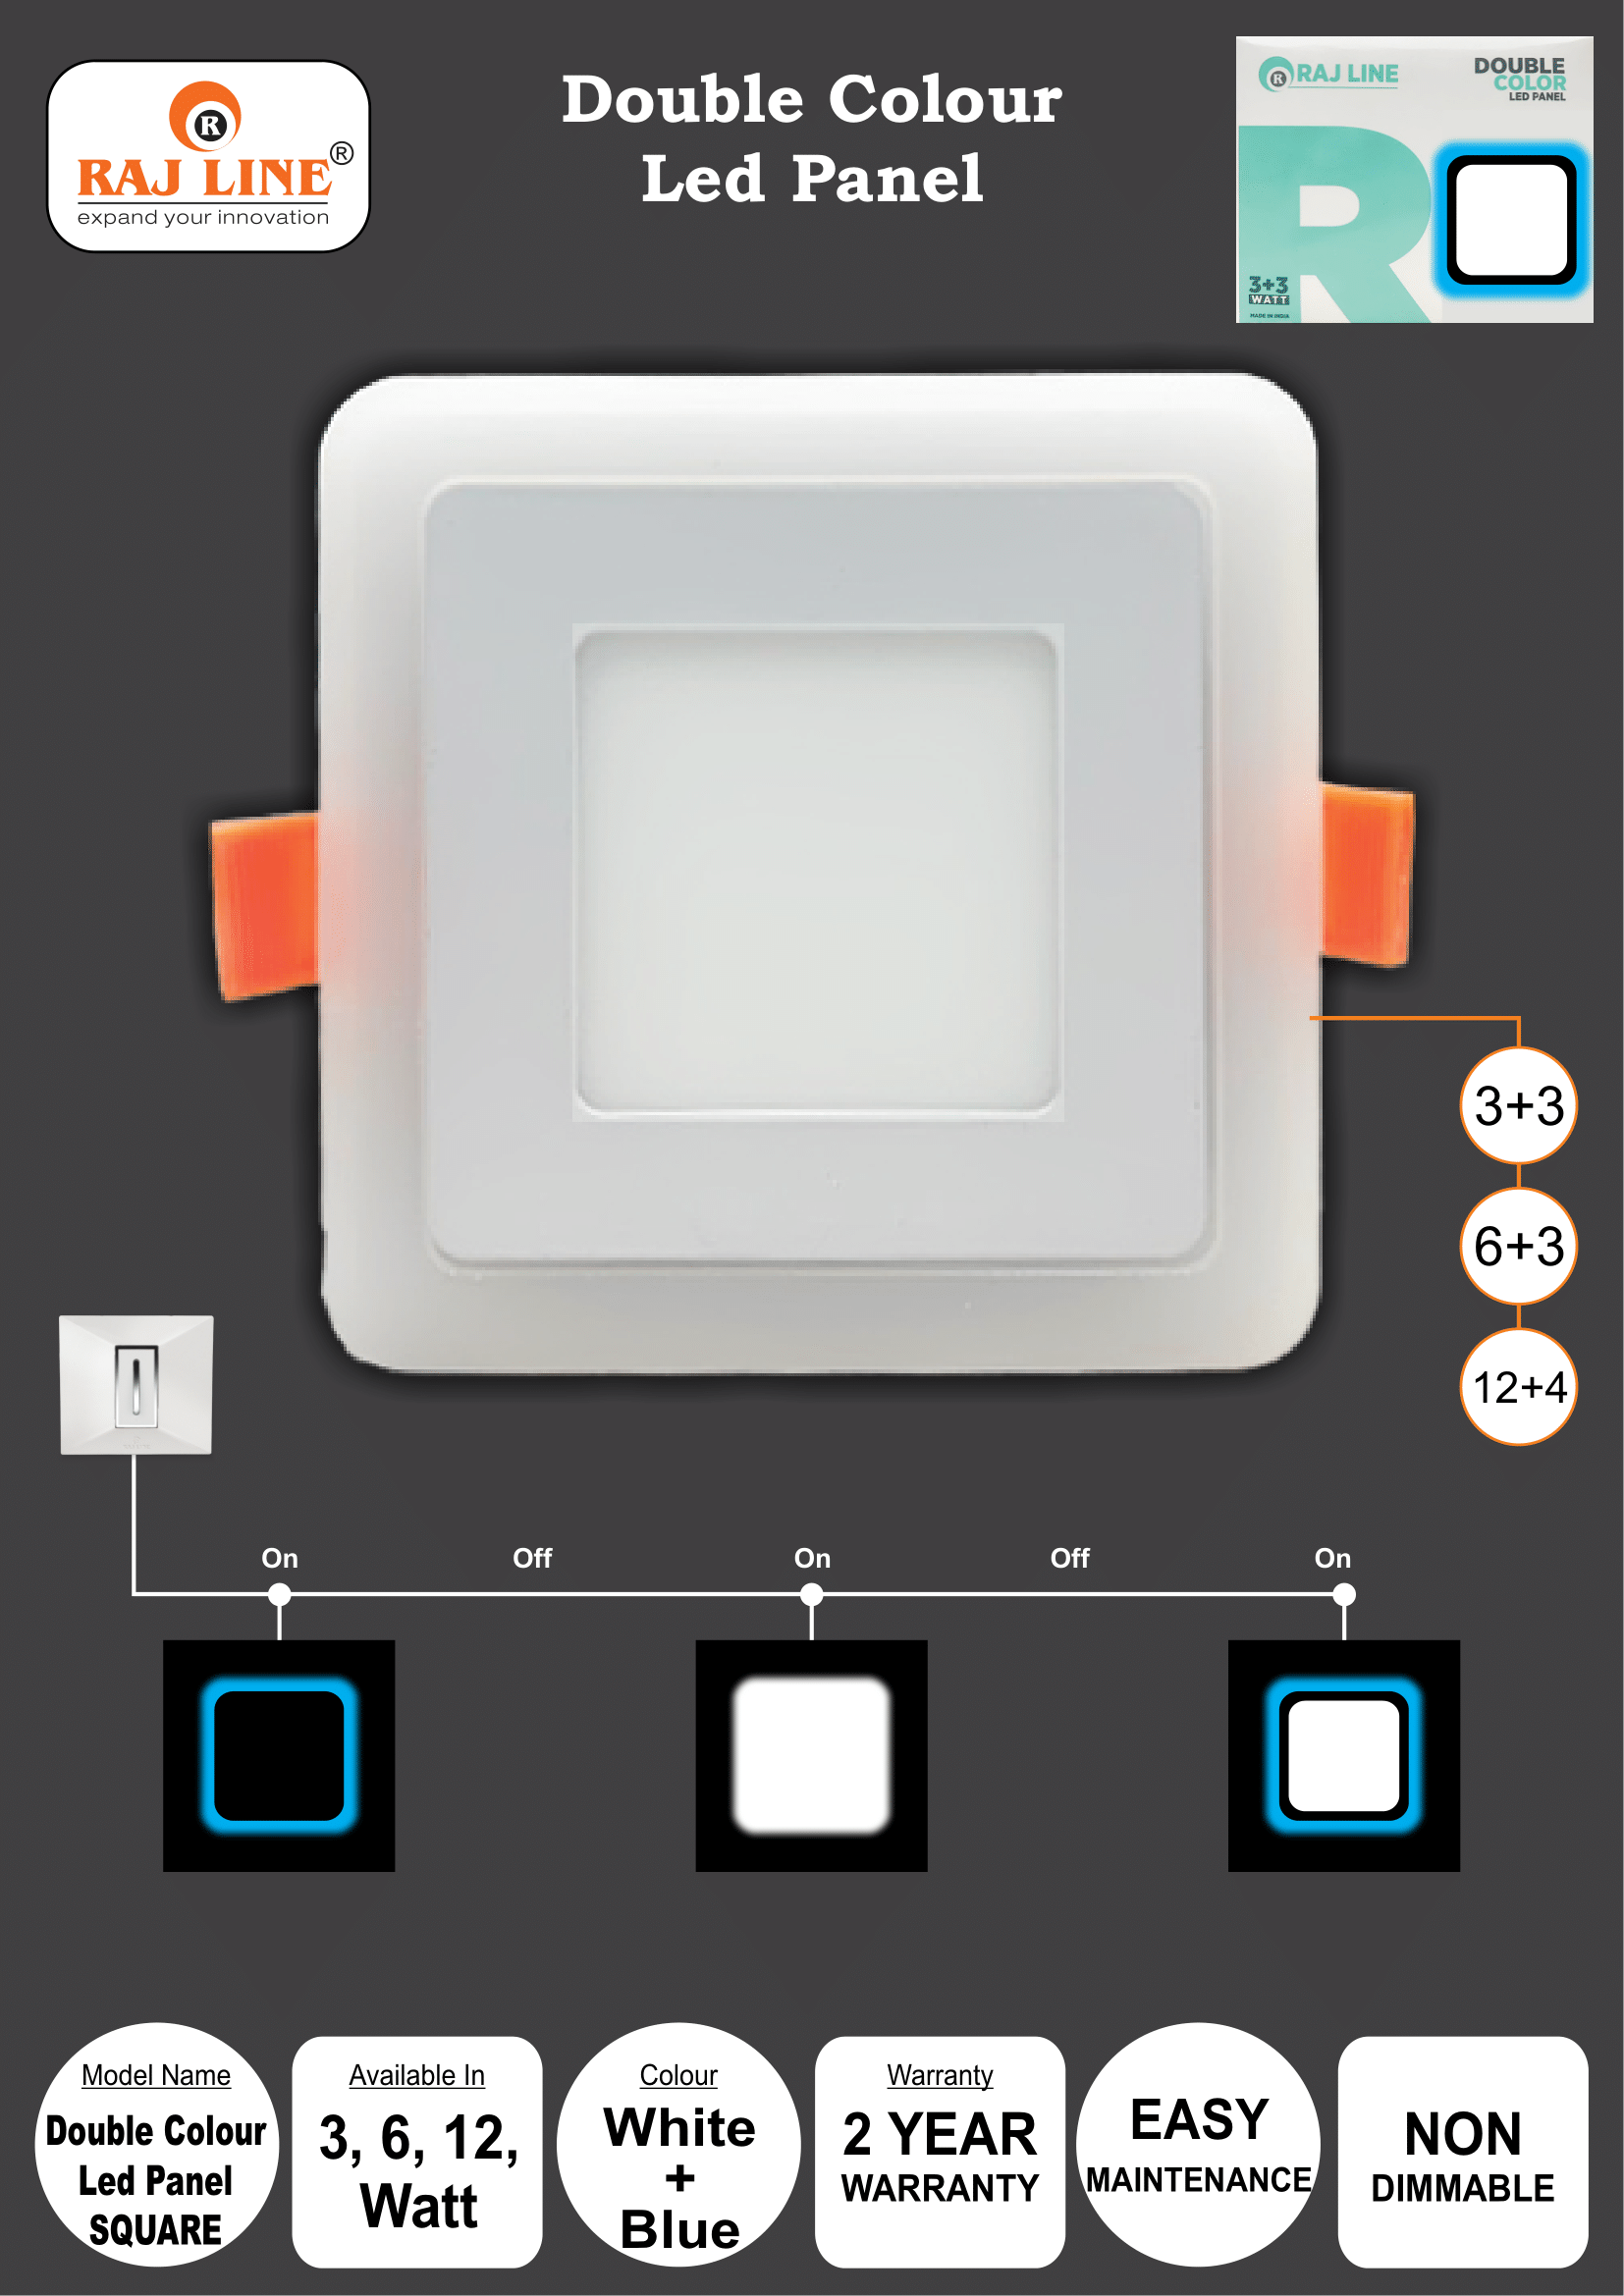 R
RAJ LINE®
expand your innovation
Double Colour
Led Panel
R RAJ LINE
DOUBLE
COLOR
LED PANEL
R
3+3
WATT
MADE IN INDIA
3+3
6+3
12+4
On Off On Off On
Model Name
Double Colour
Led Panel
SQUARE
Available In
3, 6, 12,
Watt
Colour
White
+
Blue
Warranty
2 YEAR
WARRANTY
EASY
MAINTENANCE
NON
DIMMABLE